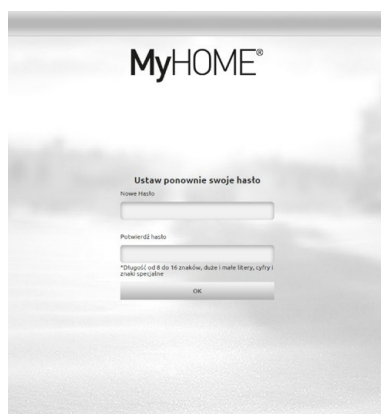 MyHOME®
Ustaw ponownie swoje hasło
Nowe Hasło
Potwierdź hasło
*Długość od 6 do 16 znaków, duże i małe litery, cyfry i
znaki specjalne
OK